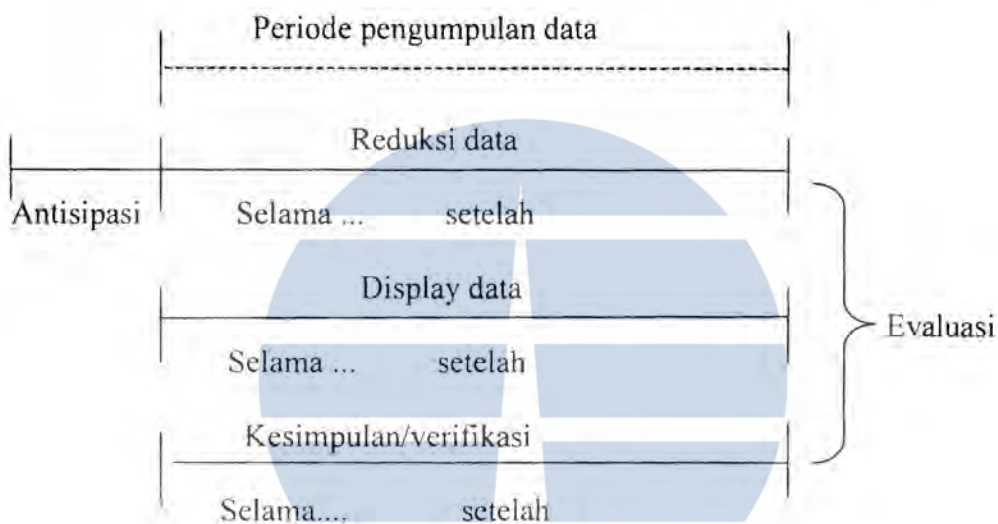 Periode pengumpulan data
Reduksi data
Antisipasi Selama ... setelah
Display data
Evaluasi
Selama ... setelah
Kesimpulan/verifikasi
Selama..., setelah